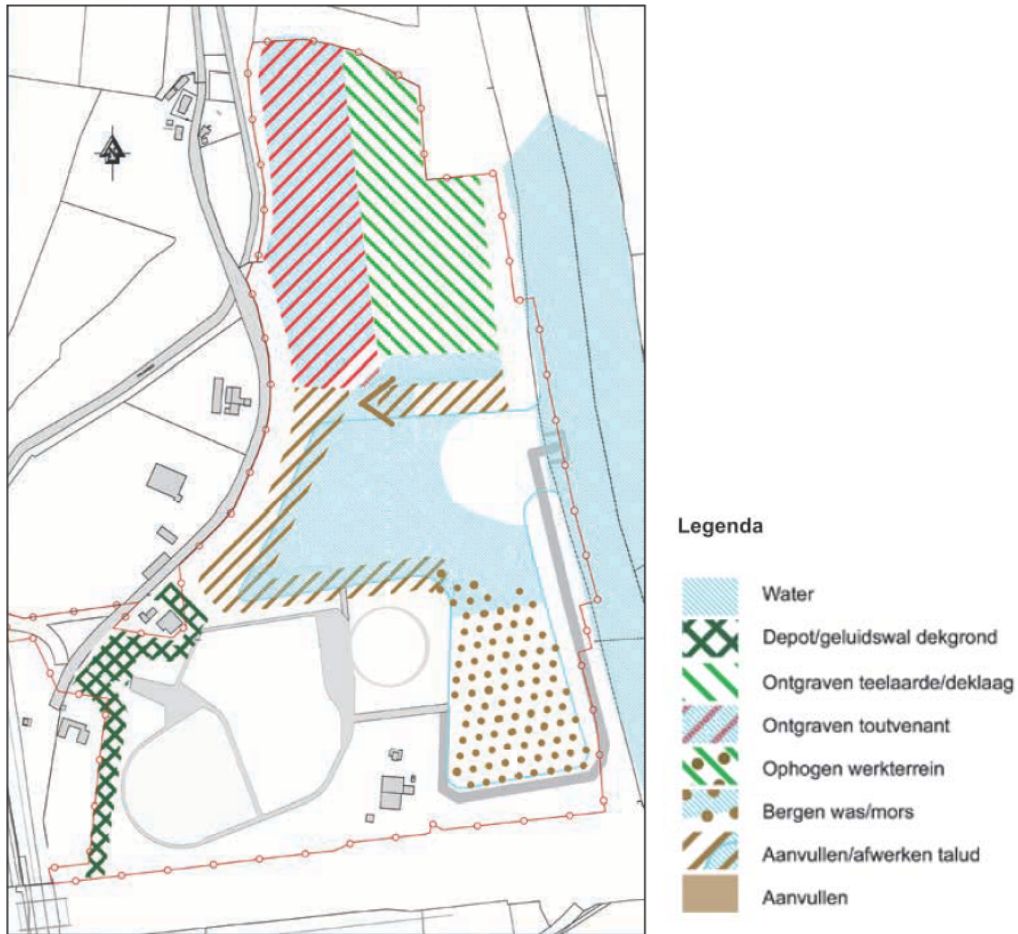 Legenda
Water
Depot/geluidswal dekgrond
Ontgraven teelaarde/deklaag
Ontgraven toutvenant
Ophogen werkterrein
Bergen was/mors
Aanvullen/afwerken talud
Aanvullen